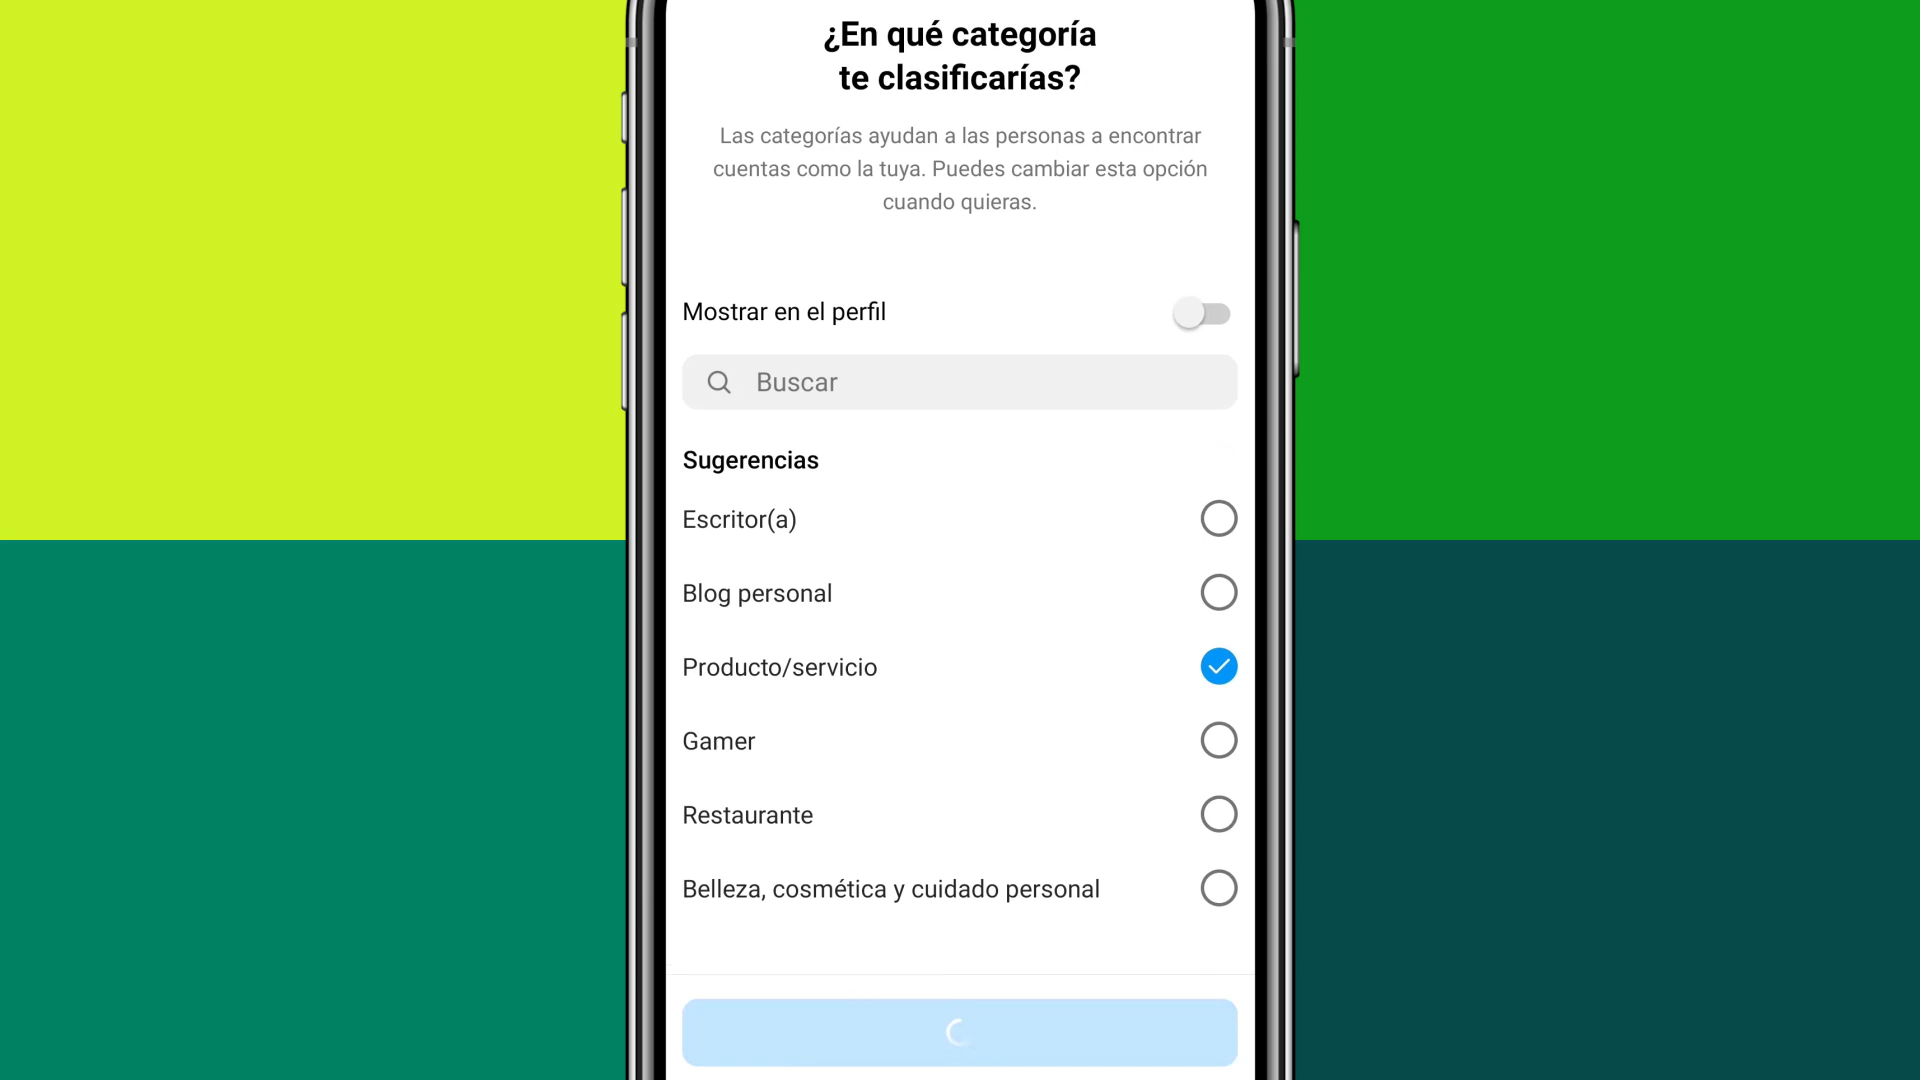 ¿En qué categoría
te clasificarías?
Las categorías ayudan a las personas a encontrar
cuentas como la tuya. Puedes cambiar esta opción
cuando quieras.
Mostrar en el perfil
Buscar
Sugerencias
Escritor(a)
Blog personal
Producto/servicio
Gamer
Restaurante
Belleza, cosmética y cuidado personal